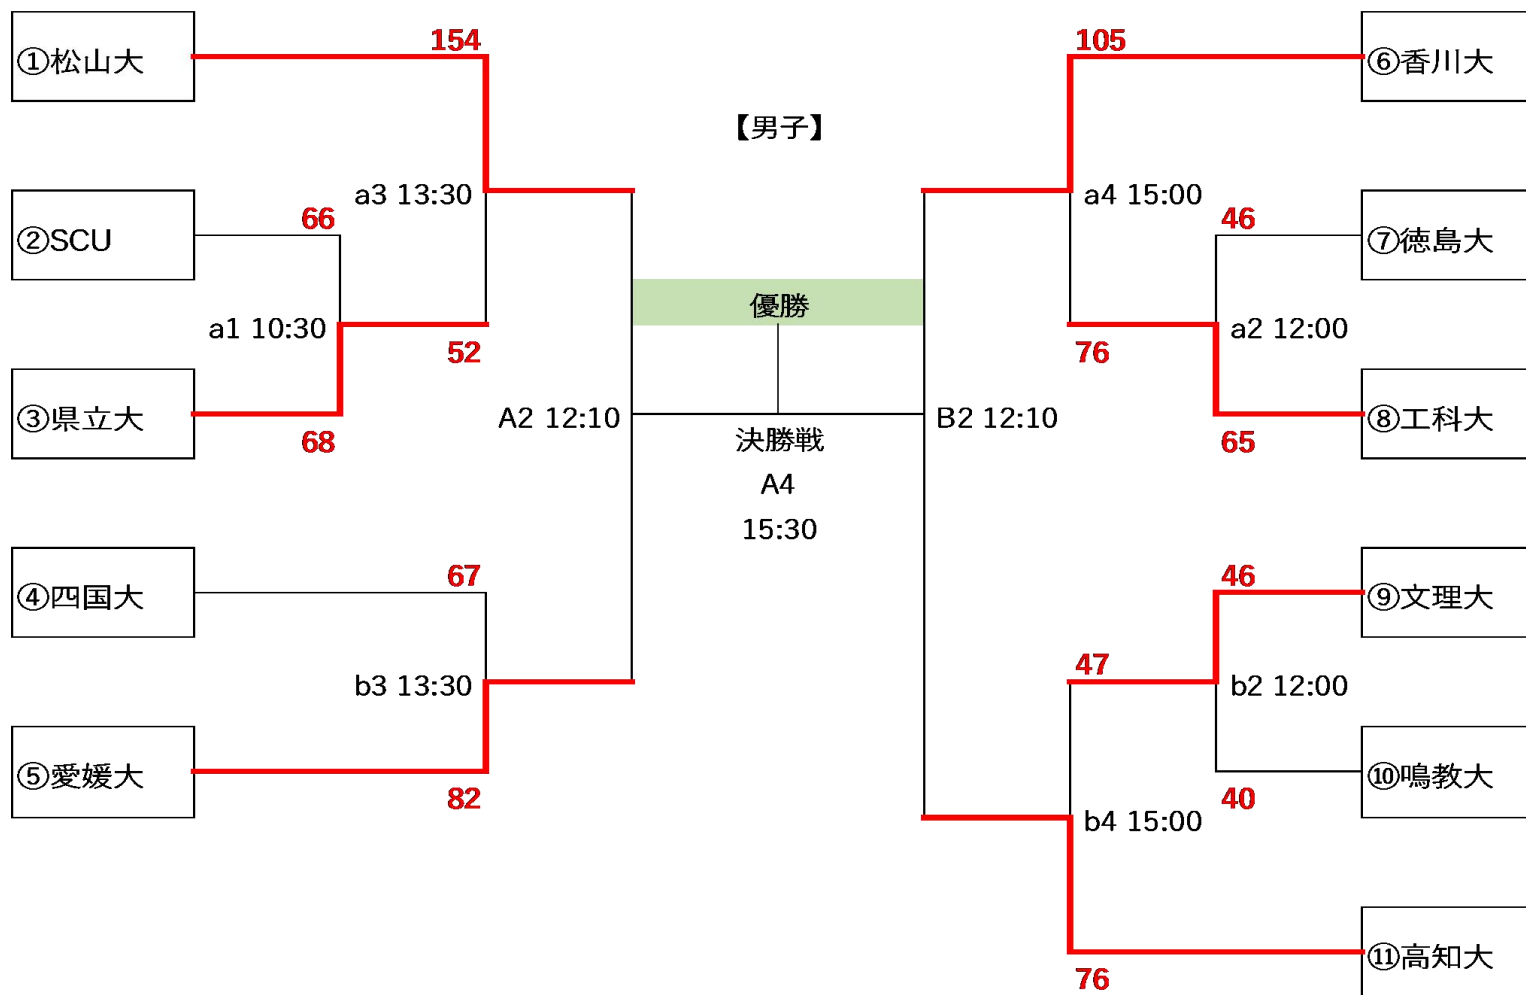 154
105
①松山大
⑥香川大
【男子】
a3 13:30
a4 15:00
66
46
②SCU
⑦徳島大
優勝
a1 10:30
a2 12:00
52
76
③県立大
⑧工科大
A2 12:10
B2 12:10
68
決勝戦
65
A4
15:30
67
46
④四国大
⑨文理大
47
b3 13:30
b2 12:00
⑤愛媛大
⑩鳴教大
82
40
b4 15:00
⑪高知大
76